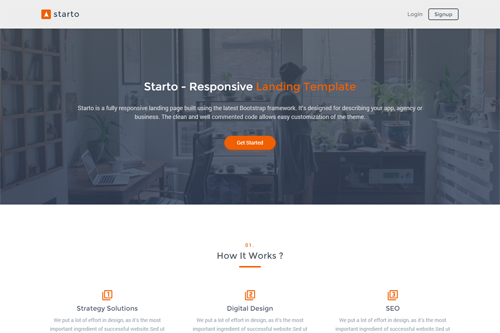 starto
Login
Signup
Starto - Responsive Landing Template
Starto is a fully responsive landing page built using the latest Bootstrap framework. It's designed for describing your app, agency or
business. The clean and well commented code allows easy customization of the theme.
Get Started
01.
How It Works ?
1
2
3
Strategy Solutions
Digital Design
SEO
We put a lot of effort in design, as it's the most
We put a lot of effort in design, as it's the most
We put a lot of effort in design, as it's the most
important ingredient of successful website.Sed ut
important ingredient of successful website.Sed ut
important ingredient of successful website.Sed ut